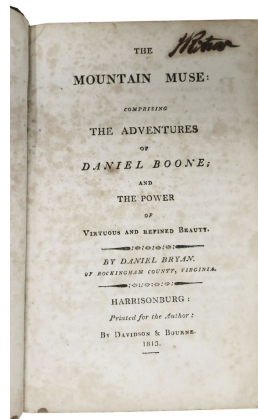 THE
MOUNTAIN MUSE:
COMPRISING
THE ADVENTURES
OF
DANIEL BOONE;
AND
THE POWER
OF
VIRTUOUS AND REFINED BEAUTY.
BY DANIEL BRYAN.
OF ROCKINGHAM COUNTY, VIRGINIA.
HARRISONBURG:
Printed for the Author:
BY DAVIDSON & BOURNE.
1813.